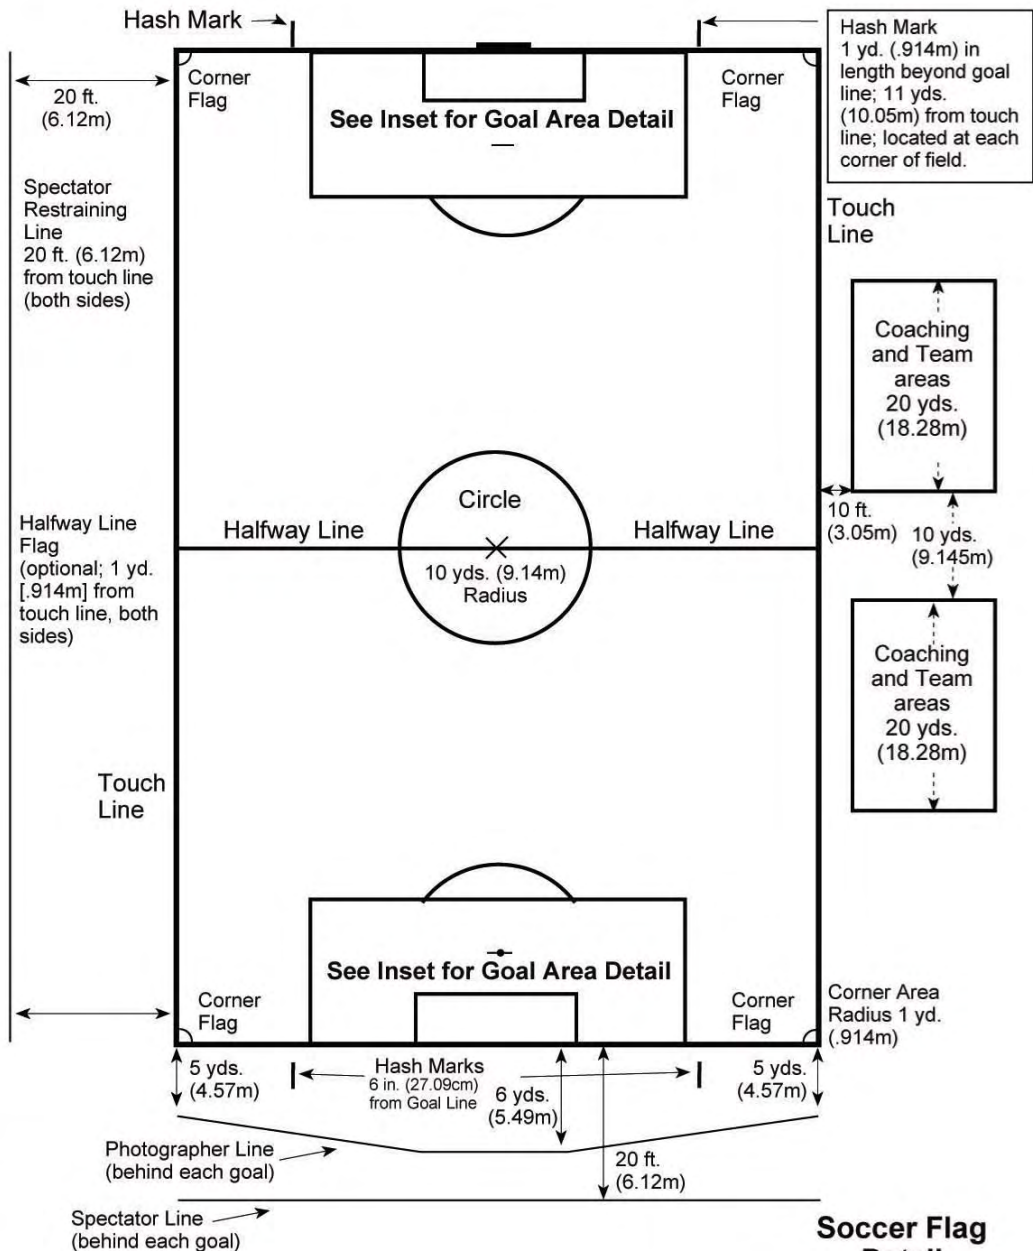 Hash Mark
Hash Mark
1 yd. (.914m) in
length beyond goal
line; 11 yds.
(10.05m) from touch
line; located at each
corner of field.
20 ft.
(6.12m)
Corner
Flag
Corner
Flag
See Inset for Goal Area Detail
Spectator
Restraining
Line
20 ft. (6.12m)
from touch line
(both sides)
Touch
Line
Coaching
and Team
areas
20 yds.
(18.28m)
Circle
Halfway Line
Halfway Line
10 yds. (9.14m)
Radius
10 ft.
(3.05m)
10 yds.
(9.145m)
Halfway Line
Flag
(optional; 1 yd.
[.914m] from
touch line, both
sides)
Coaching
and Team
areas
20 yds.
(18.28m)
Touch
Line
See Inset for Goal Area Detail
Corner
Flag
Corner
Flag
Corner Area
Radius 1 yd.
(.914m)
5 yds.
(4.57m)
Hash Marks
6 in. (27.09cm)
from Goal Line
6 yds.
(5.49m)
5 yds.
(4.57m)
Photographer Line
(behind each goal)
20 ft.
(6.12m)
Spectator Line
(behind each goal)
Soccer Flag